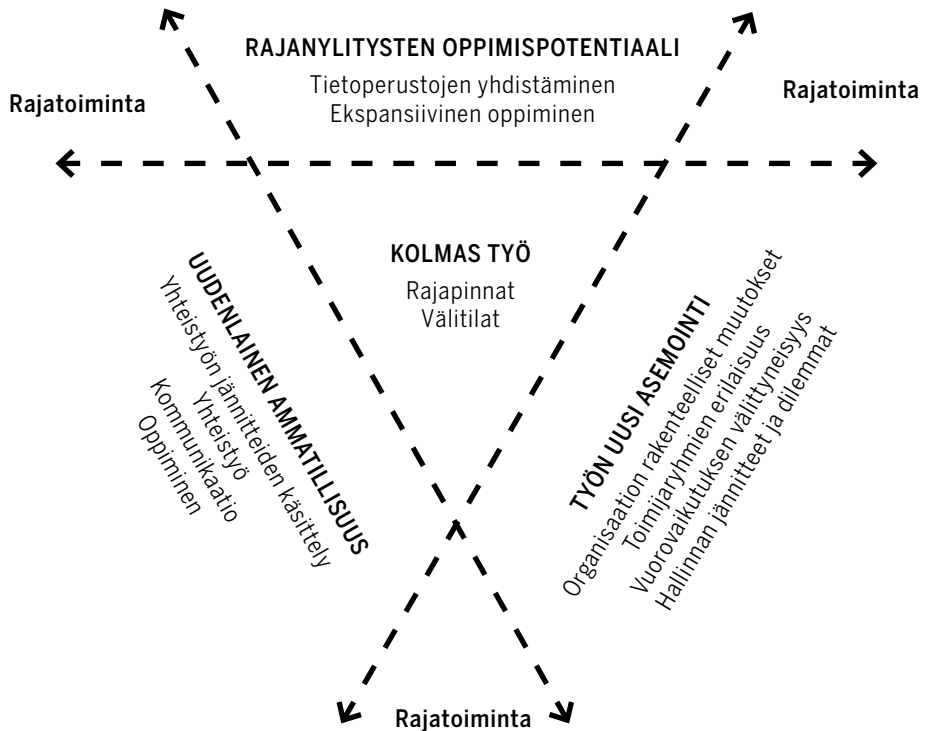 RAJANYLITYSTEN OPPIMISPOTENTIAALI
Tietoperustojen yhdistäminen
Ekspansiivinen oppiminen
Rajatoiminta
Rajatoiminta
KOLMAS TYÖ
Rajapinnat
Välitilat
UUDENLAINEN AMMATILLISUUS
Yhteistyön jännitteiden käsittely
Yhteistyö
Kommunikaatio
Oppiminen
TYÖN UUSI ASEMOINTI
Organisaation rakenteelliset muutokset
Toimijaryhmien erilaisuus
Vuorovaikutuksen välittyneisyys
Hallinnan jännitteet ja dilemmat
Rajatoiminta